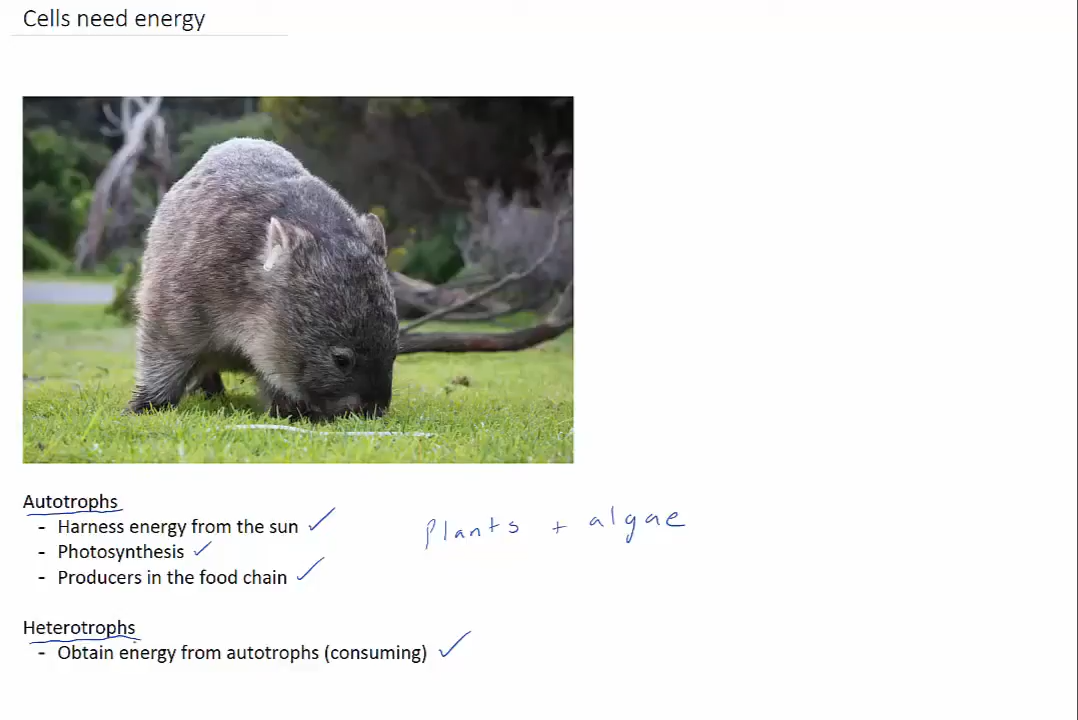 Cells need energy
Autotrophs
- Harness energy from the sun
- Photosynthesis
- Producers in the food chain
Plants + algae
Heterotrophs
- Obtain energy from autotrophs (consuming)